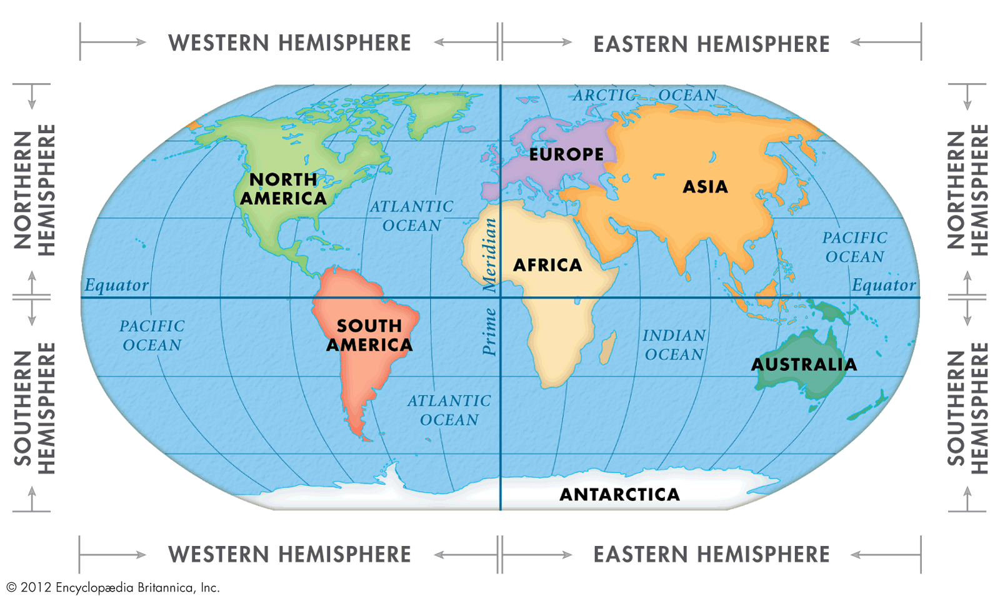 WESTERN HEMISPHERE
EASTERN HEMISPHERE
NORTHERN
HEMISPHERE
NORTHERN
HEMISPHERE
ARCTIC OCEAN
EUROPE
NORTH
AMERICA
ASIA
ATLANTIC
OCEAN
PACIFIC
OCEAN
AFRICA
Prime Meridian
Equator
Equator
PACIFIC
OCEAN
SOUTH
AMERICA
INDIAN
OCEAN
AUSTRALIA
ATLANTIC
OCEAN
SOUTHERN
HEMISPHERE
SOUTHERN
HEMISPHERE
ANTARCTICA
WESTERN HEMISPHERE
EASTERN HEMISPHERE
© 2012 Encyclopædia Britannica, Inc.